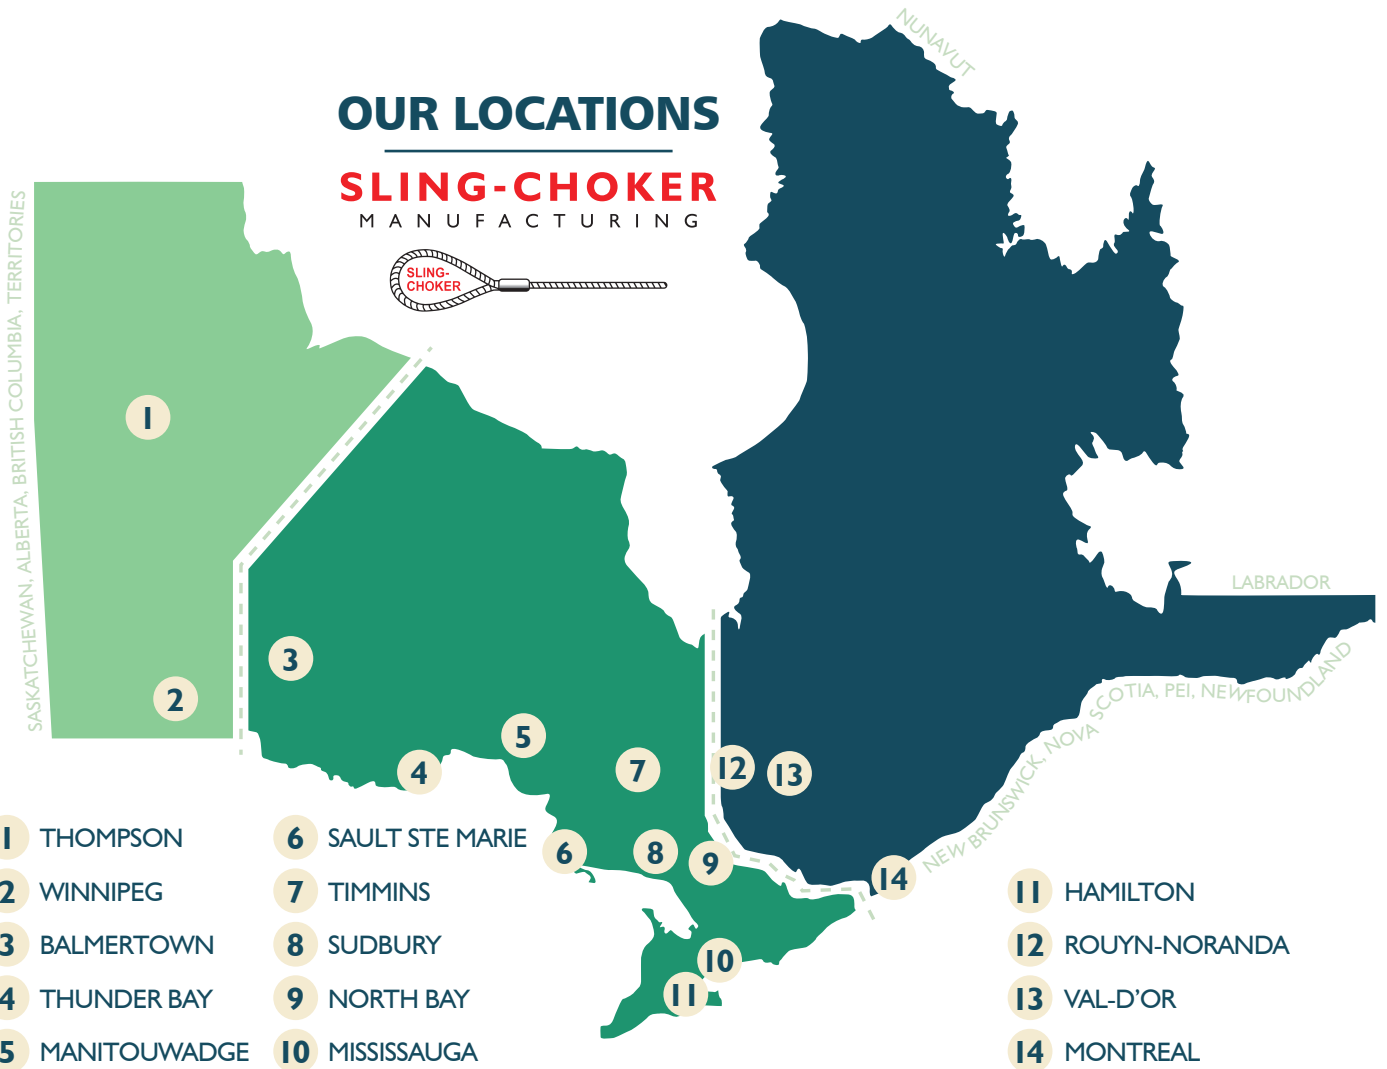 NUNAVUT
OUR LOCATIONS
SLING-CHOKER
MANUFACTURING
SLING-
CHOKER
SASKATCHEWAN, ALBERTA, BRITISH COLUMBIA, TERRITORIES
LABRADOR
NEW BRUNSWICK, NOVA SCOTIA, PEI, NEWFOUNDLAND
1
2
3
4
5
6
7
8
9
10
11
12
13
14
1 THOMPSON
2 WINNIPEG
3 BALMERTOWN
4 THUNDER BAY
5 MANITOUWADGE
6 SAULT STE MARIE
7 TIMMINS
8 SUDBURY
9 NORTH BAY
10 MISSISSAUGA
11 HAMILTON
12 ROUYN-NORANDA
13 VAL-D’OR
14 MONTREAL